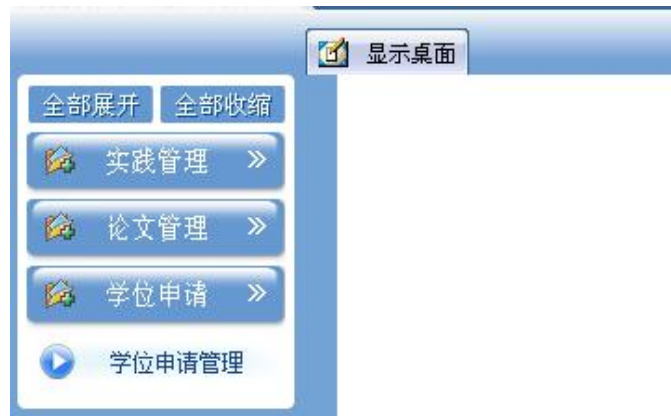 显示桌面
全部展开 全部收缩
实践管理
论文管理
学位申请
学位申请管理